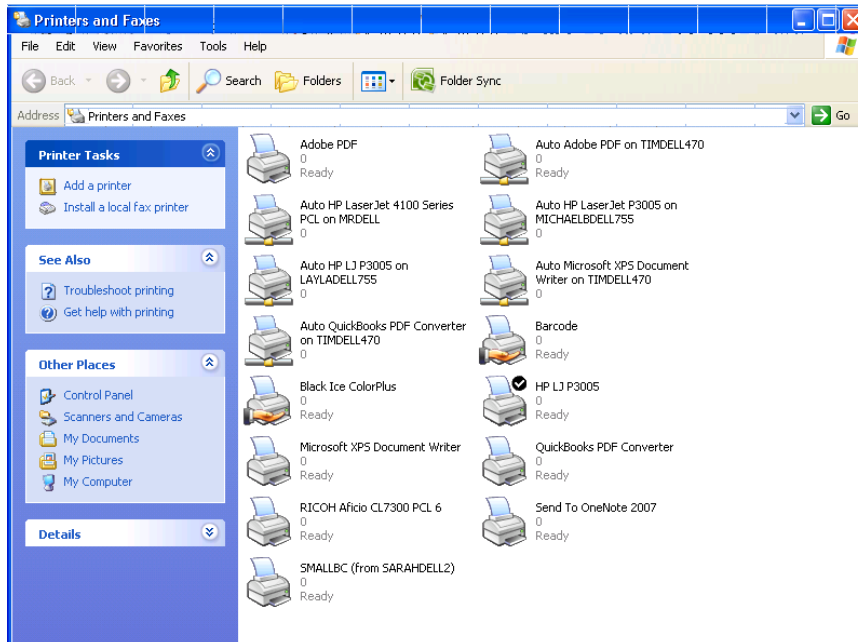 Printers and Faxes
File Edit View Favorites Tools Help
Back Search Folders Folder Sync
Address Printers and Faxes Go
Printer Tasks
Add a printer
Install a local fax printer
See Also
Troubleshoot printing
Get help with printing
Other Places
Control Panel
Scanners and Cameras
My Documents
My Pictures
My Computer
Details
Adobe PDF
0
Ready
Auto Adobe PDF on TIMDELL470
0
Ready
Auto HP LaserJet 4100 Series
PCL on MRDELL
0
Auto HP LaserJet P3005 on
MICHAELBDELL755
0
Auto HP LJ P3005 on
LAYLADELL755
0
Auto Microsoft XPS Document
Writer on TIMDELL470
0
Auto QuickBooks PDF Converter
on TIMDELL470
0
Barcode
0
Ready
Black Ice ColorPlus
0
Ready
HP LJ P3005
0
Ready
Microsoft XPS Document Writer
0
Ready
QuickBooks PDF Converter
0
Ready
RICOH Aficio CL7300 PCL 6
0
Ready
Send To OneNote 2007
0
Ready
SMALLBC (from SARAHDELL2)
0
Ready